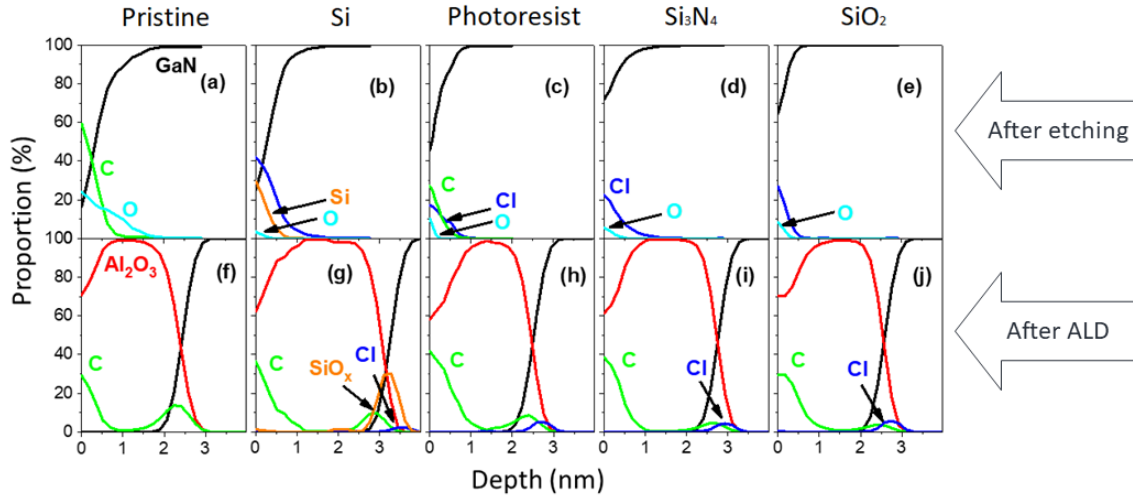 Pristine Si Photoresist Si₃N₄ SiO₂
100
80
60
40
20
100
80
60
40
20
0
Proportion (%)
GaN
(a)
C
O
(b)
Si
O
(c)
C
Cl
O
(d)
Cl
O
(e)
O
After etching
Al₂O₃
(f)
C
(g)
Cl
SiOₓ
(h)
C
Cl
(i)
C
Cl
(j)
C
Cl
After ALD
0 1 2 3 0 1 2 3 0 1 2 3 0 1 2 3 0 1 2 3
Depth (nm)